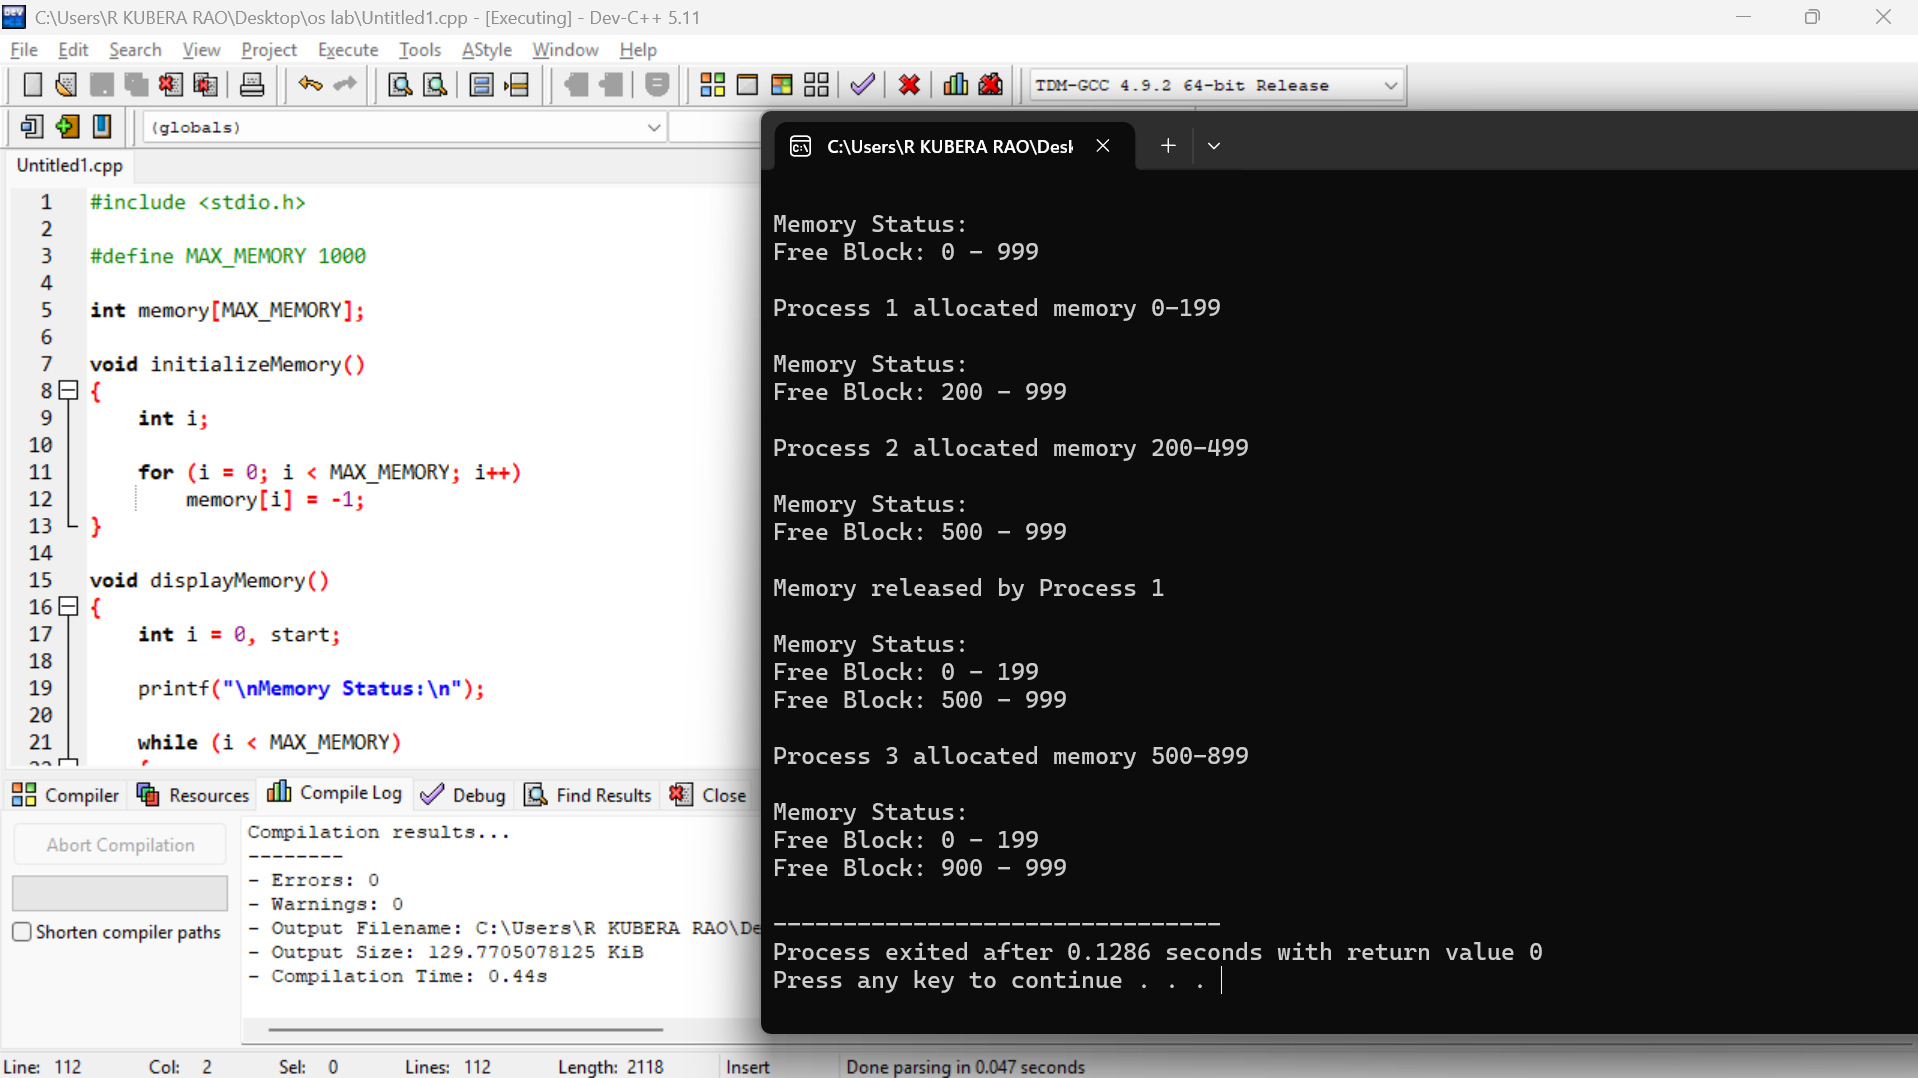 C:\Users\R KUBERA RAO\Desktop\os lab\Untitled1.cpp - [Executing] - Dev-C++ 5.11
File Edit Search View Project Execute Tools AStyle Window Help
TDM-GCC 4.9.2 64-bit Release
(globals)
Untitled1.cpp
1 #include <stdio.h>
2
3 #define MAX_MEMORY 1000
4
5 int memory[MAX_MEMORY];
6
7 void initializeMemory()
8 {
9 int i;
10
11 for (i = 0; i < MAX_MEMORY; i++)
12 memory[i] = -1;
13 }
14
15 void displayMemory()
16 {
17 int i = 0, start;
18
19 printf("\nMemory Status:\n");
20
21 while (i < MAX_MEMORY)
22 {
C:\Users\R KUBERA RAO\Desk
Memory Status:
Free Block: 0 - 999
Process 1 allocated memory 0-199
Memory Status:
Free Block: 200 - 999
Process 2 allocated memory 200-499
Memory Status:
Free Block: 500 - 999
Memory released by Process 1
Memory Status:
Free Block: 0 - 199
Free Block: 500 - 999
Process 3 allocated memory 500-899
Memory Status:
Free Block: 0 - 199
Free Block: 900 - 999
--------------------------------
Process exited after 0.1286 seconds with return value 0
Press any key to continue . . .
Compiler Resources Compile Log Debug Find Results Close
Abort Compilation
Shorten compiler paths
Compilation results...
--------
- Errors: 0
- Warnings: 0
- Output Filename: C:\Users\R KUBERA RAO\De
- Output Size: 129.7705078125 KiB
- Compilation Time: 0.44s
Line: 112 Col: 2 Sel: 0 Lines: 112 Length: 2118 Insert Done parsing in 0.047 seconds